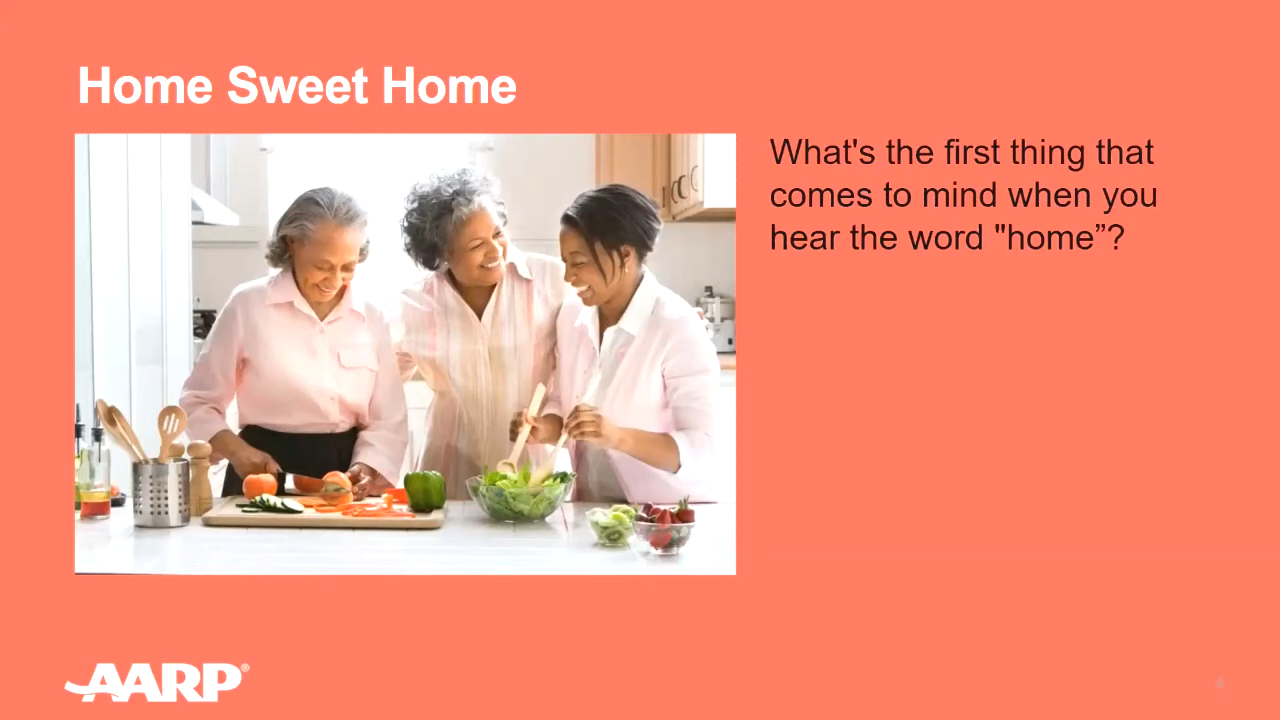 Home Sweet Home
What's the first thing that
comes to mind when you
hear the word "home”?
AARP®